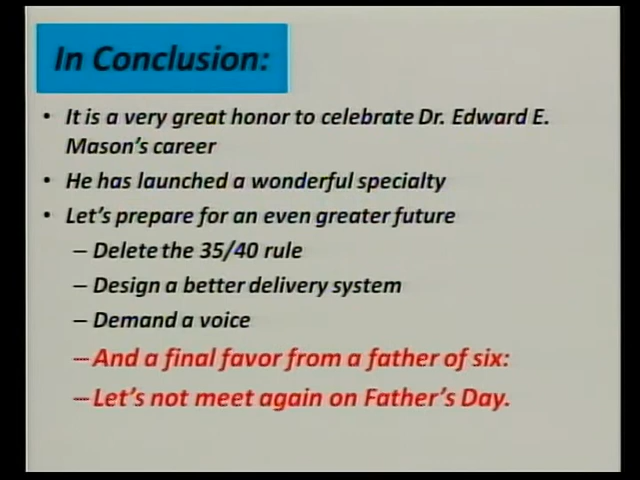 In Conclusion:
• It is a very great honor to celebrate Dr. Edward E.
Mason's career
• He has launched a wonderful specialty
• Let's prepare for an even greater future
– Delete the 35/40 rule
– Design a better delivery system
– Demand a voice
– And a final favor from a father of six:
– Let's not meet again on Father's Day.